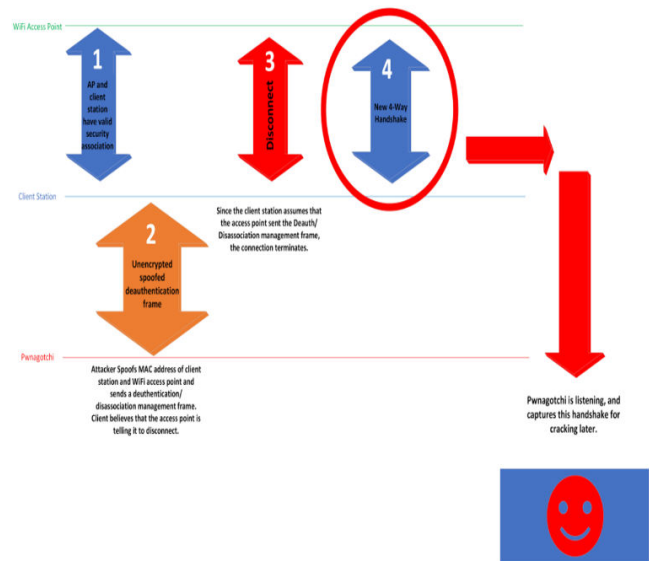 WiFi Access Point
1
AP and
client
station
have valid
security
association
3
Disconnect
4
New 4-Way
Handshake
Client Station
Since the client station assumes that
the access point sent the Deauth/
Disassociation management frame,
the connection terminates.
2
Unencrypted
spoofed
deauthentication
frame
Pwnagotchi
Attacker Spoofs MAC address of client
station and WiFi access point and
sends a deuthentication/
disassociation management frame.
Client believes that the access point is
telling it to disconnect.
Pwnagotchi is listening, and
captures this handshake for
cracking later.